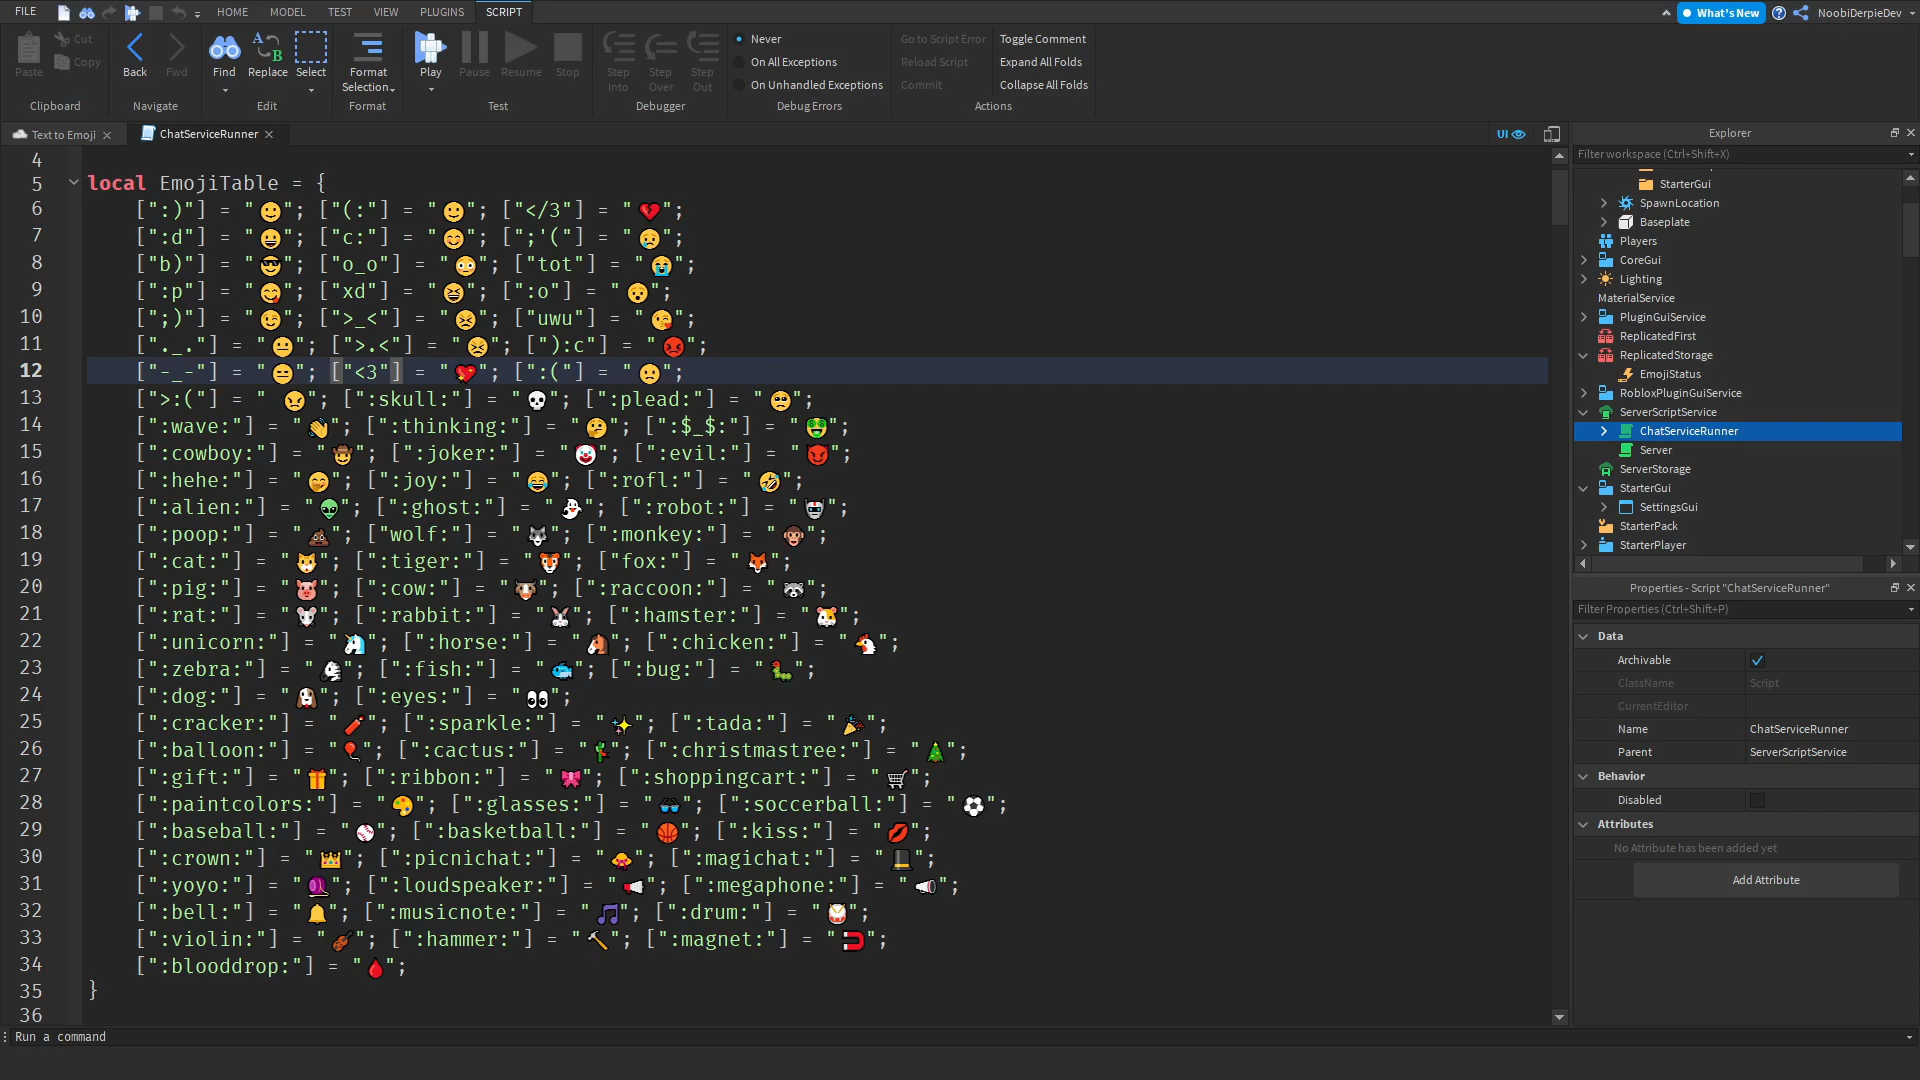 FILE HOME MODEL TEST VIEW PLUGINS SCRIPT What's New NoobiDerpieDev
Paste Cut Copy Clipboard
Back Fwd Navigate
Find Replace Select Edit
Format Selection Format
Play Pause Resume Stop Test
Step Into Step Over Step Out Debugger
Never
On All Exceptions
On Unhandled Exceptions
Debug Errors
Go to Script Error Toggle Comment
Reload Script Expand All Folds
Commit Collapse All Folds
Actions
Text to Emoji ChatServiceRunner UI
4
5 local EmojiTable = {
6 [":)"] = "🙂"; ["(:"] = "🙂"; ["</3"] = "💔";
7 [":d"] = "😀"; ["c:"] = "😊"; [";'("] = "😢";
8 ["b)"] = "😎"; ["o_o"] = "😳"; ["tot"] = "😭";
9 [":p"] = "😋"; ["xd"] = "😆"; [":o"] = "😯";
10 [";)"] = "😉"; [">_<"] = "😣"; ["uwu"] = "😘";
11 ["._."] = "😐"; [">.<"] = "😣"; ["):c"] = "😡";
12 ["-_-"] = "😑"; ["<3"] = "💖"; [":("] = "🙁";
13 [">:("] = " 😠"; [":skull:"] = "💀"; [":plead:"] = "🥺";
14 [":wave:"] = "👋"; [":thinking:"] = "🤔"; [":$_$:"] = "🤑";
15 [":cowboy:"] = "🤠"; [":joker:"] = "🤡"; [":evil:"] = "😈";
16 [":hehe:"] = "🤭"; [":joy:"] = "😂"; [":rofl:"] = "🤣";
17 [":alien:"] = "👽"; [":ghost:"] = "👻"; [":robot:"] = "🤖";
18 [":poop:"] = "💩"; ["wolf:"] = "🐺"; [":monkey:"] = "🐵";
19 [":cat:"] = "🐱"; [":tiger:"] = "🐯"; ["fox:"] = "🦊";
20 [":pig:"] = "🐷"; [":cow:"] = "🐮"; [":raccoon:"] = "🦝";
21 [":rat:"] = "🐭"; [":rabbit:"] = "🐰"; [":hamster:"] = "🐹";
22 [":unicorn:"] = "🦄"; [":horse:"] = "🐴"; [":chicken:"] = "🐔";
23 [":zebra:"] = "🦓"; [":fish:"] = "🐟"; [":bug:"] = "🐛";
24 [":dog:"] = "🐶"; [":eyes:"] = "👀";
25 [":cracker:"] = "🧨"; [":sparkle:"] = "✨"; [":tada:"] = "🎉";
26 [":balloon:"] = "🎈"; [":cactus:"] = "🌵"; [":christmastree:"] = "🎄";
27 [":gift:"] = "🎁"; [":ribbon:"] = "🎀"; [":shoppingcart:"] = "🛒";
28 [":paintcolors:"] = "🎨"; [":glasses:"] = "🕶"; [":soccerball:"] = "⚽";
29 [":baseball:"] = "⚾"; [":basketball:"] = "🏀"; [":kiss:"] = "💋";
30 [":crown:"] = "👑"; [":picnichat:"] = "👒"; [":magichat:"] = "🎩";
31 [":yoyo:"] = "🔮"; [":loudspeaker:"] = "📢"; [":megaphone:"] = "📣";
32 [":bell:"] = "🔔"; [":musicnote:"] = "🎵"; [":drum:"] = "🥁";
33 [":violin:"] = "🎻"; [":hammer:"] = "🔨"; [":magnet:"] = "🧲";
34 [":blooddrop:"] = "🩸";
35 }
36
Run a command
Explorer
Filter workspace (Ctrl+Shift+X)
StarterGui
SpawnLocation
Baseplate
Players
CoreGui
Lighting
MaterialService
PluginGuiService
ReplicatedFirst
ReplicatedStorage
EmojiStatus
RobloxPluginGuiService
ServerScriptService
ChatServiceRunner
Server
ServerStorage
StarterGui
SettingsGui
StarterPack
StarterPlayer
Properties - Script "ChatServiceRunner"
Filter Properties (Ctrl+Shift+P)
Data
Archivable
ClassName Script
CurrentEditor
Name ChatServiceRunner
Parent ServerScriptService
Behavior
Disabled
Attributes
No Attribute has been added yet
Add Attribute